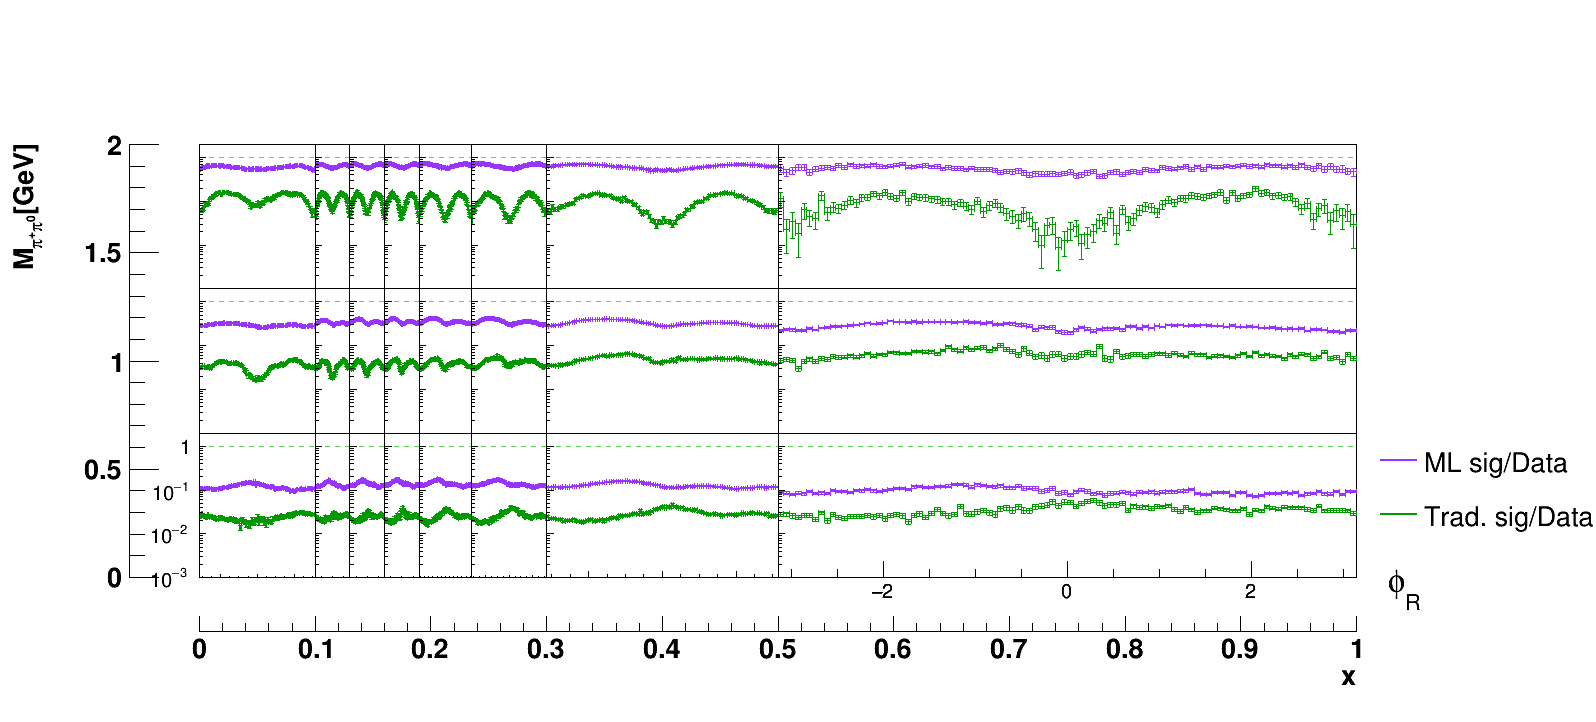 M π⁺π⁰ [GeV]
2
1.5
1
0.5
0
1
10⁻¹
10⁻²
10⁻³
ML sig/Data
Trad. sig/Data
−2 0 2
ϕ_R
0 0.1 0.2 0.3 0.4 0.5 0.6 0.7 0.8 0.9 1
x